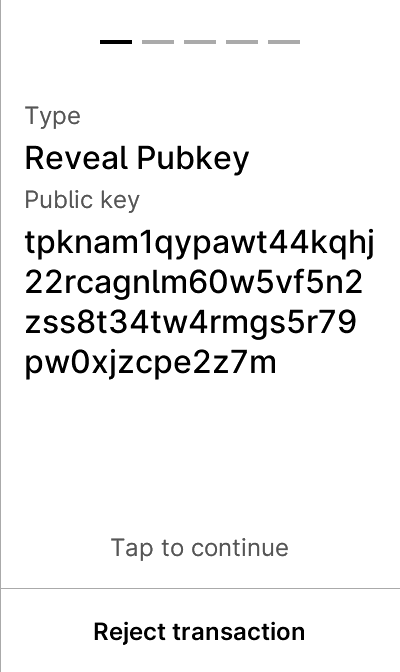 Type
Reveal Pubkey
Public key
tpknam1qypawt44kqhj
22rcagnlm60w5vf5n2
zss8t34tw4rmgs5r79
pw0xjzcpe2z7m
Tap to continue
Reject transaction